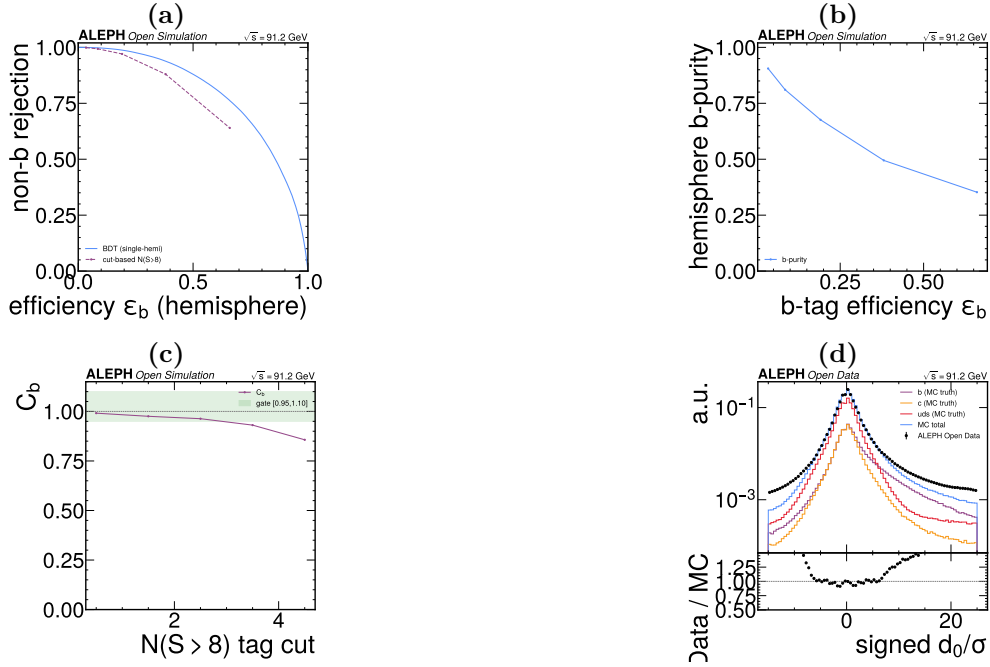 (a)
ALEPH Open Simulation √s = 91.2 GeV
non-b rejection
1.00
0.75
0.50
0.25
0.00
BDT (single-hemi)
cut-based N(S>8)
0 0.5 1.0
efficiency εb (hemisphere)
(b)
ALEPH Open Simulation √s = 91.2 GeV
hemisphere b-purity
1.00
0.75
0.50
0.25
0.00
b-purity
0.25 0.50
b-tag efficiency εb
(c)
ALEPH Open Simulation √s = 91.2 GeV
Cb
1.00
0.75
0.50
0.25
0.00
Cb
gate [0.95,1.10]
2 4
N(S > 8) tag cut
(d)
ALEPH Open Data √s = 91.2 GeV
a.u.
10⁻¹
10⁻³
b (MC truth)
c (MC truth)
uds (MC truth)
MC total
ALEPH Open Data
Data / MC
1.25
1.00
0.75
0.50
0 20
signed d0/σ